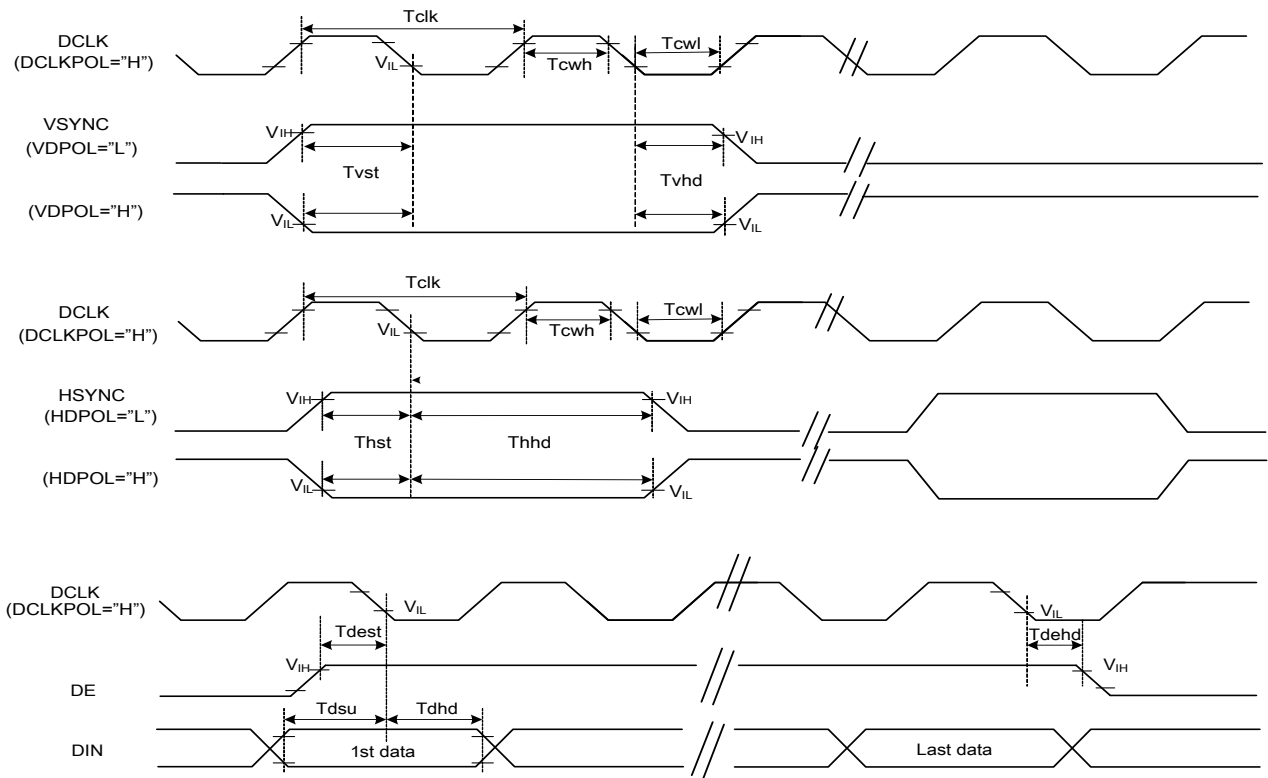 Tclk
DCLK
(DCLKPOL="H")
VIL
Tcwh
Tcwl
VSYNC
(VDPOL="L")
VIH
VIH
Tvst
Tvhd
(VDPOL="H")
VIL
VIL
Tclk
DCLK
(DCLKPOL="H")
VIL
Tcwh
Tcwl
HSYNC
(HDPOL="L")
VIH
VIH
Thst
Thhd
(HDPOL="H")
VIL
VIL
DCLK
(DCLKPOL="H")
VIL
VIL
Tdest
Tdehd
DE
VIH
VIH
Tdsu
Tdhd
DIN
1st data
Last data